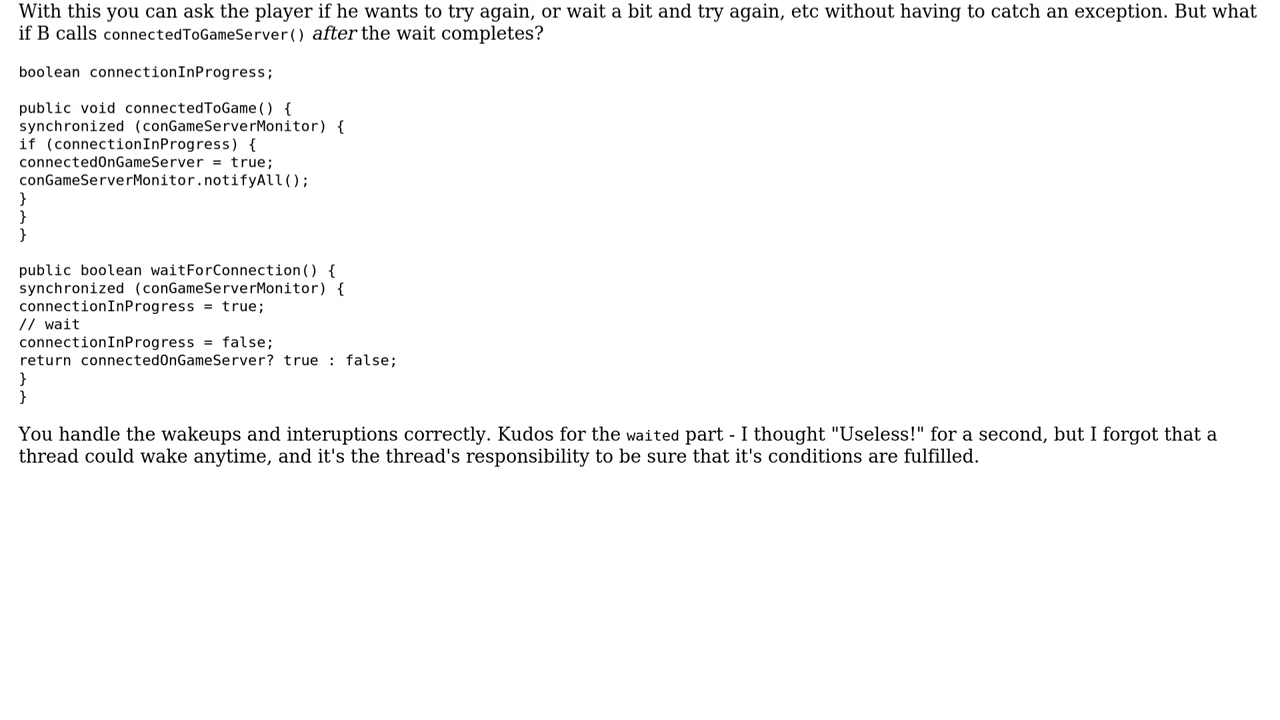 With this you can ask the player if he wants to try again, or wait a bit and try again, etc without having to catch an exception. But what
if B calls connectedToGameServer() after the wait completes?
boolean connectionInProgress;
public void connectedToGame() {
synchronized (conGameServerMonitor) {
if (connectionInProgress) {
connectedOnGameServer = true;
conGameServerMonitor.notifyAll();
}
}
}
public boolean waitForConnection() {
synchronized (conGameServerMonitor) {
connectionInProgress = true;
// wait
connectionInProgress = false;
return connectedOnGameServer? true : false;
}
}
You handle the wakeups and interuptions correctly. Kudos for the waited part - I thought "Useless!" for a second, but I forgot that a
thread could wake anytime, and it's the thread's responsibility to be sure that it's conditions are fulfilled.